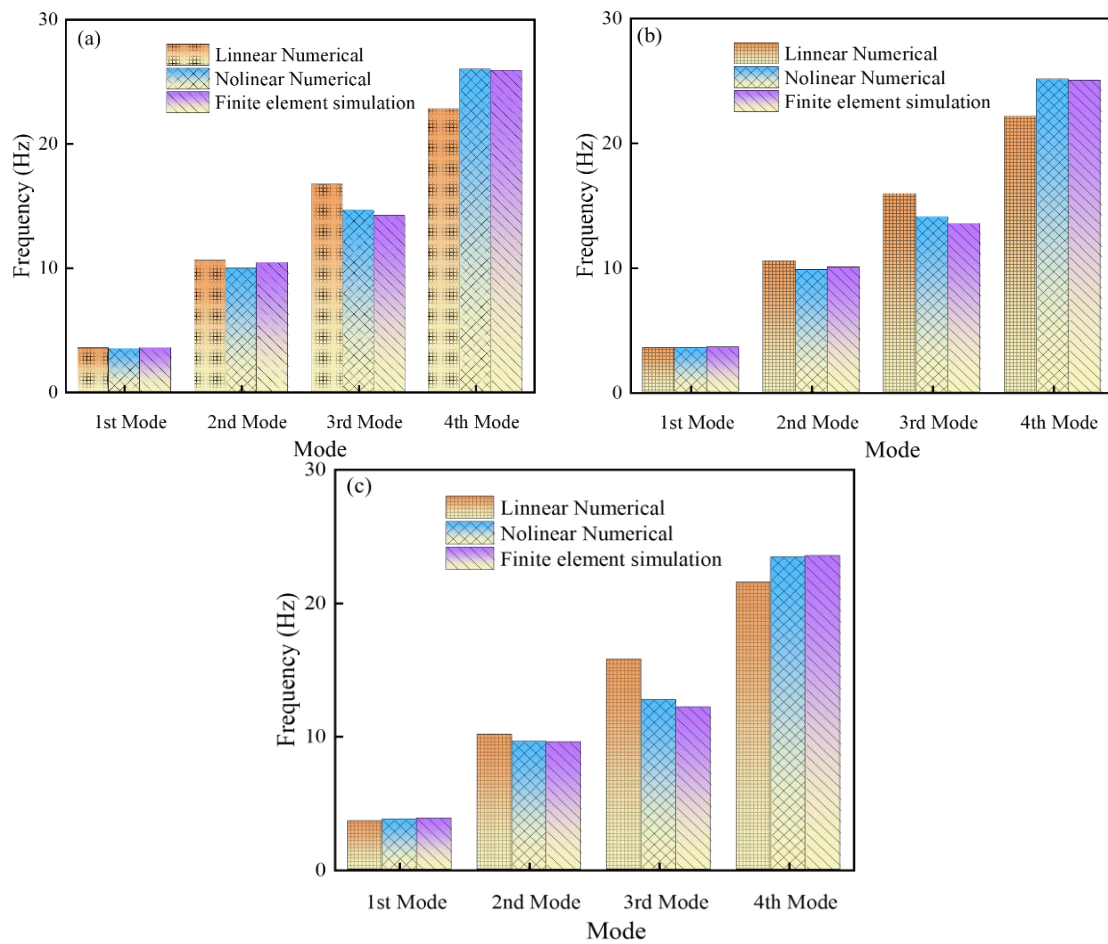 (a)
Linnear Numerical
Nolinear Numerical
Finite element simulation
30
20
10
0
Frequency (Hz)
1st Mode 2nd Mode 3rd Mode 4th Mode
Mode
(b)
Linnear Numerical
Nolinear Numerical
Finite element simulation
30
20
10
0
Frequency (Hz)
1st Mode 2nd Mode 3rd Mode 4th Mode
Mode
(c)
Linnear Numerical
Nolinear Numerical
Finite element simulation
30
20
10
0
Frequency (Hz)
1st Mode 2nd Mode 3rd Mode 4th Mode
Mode